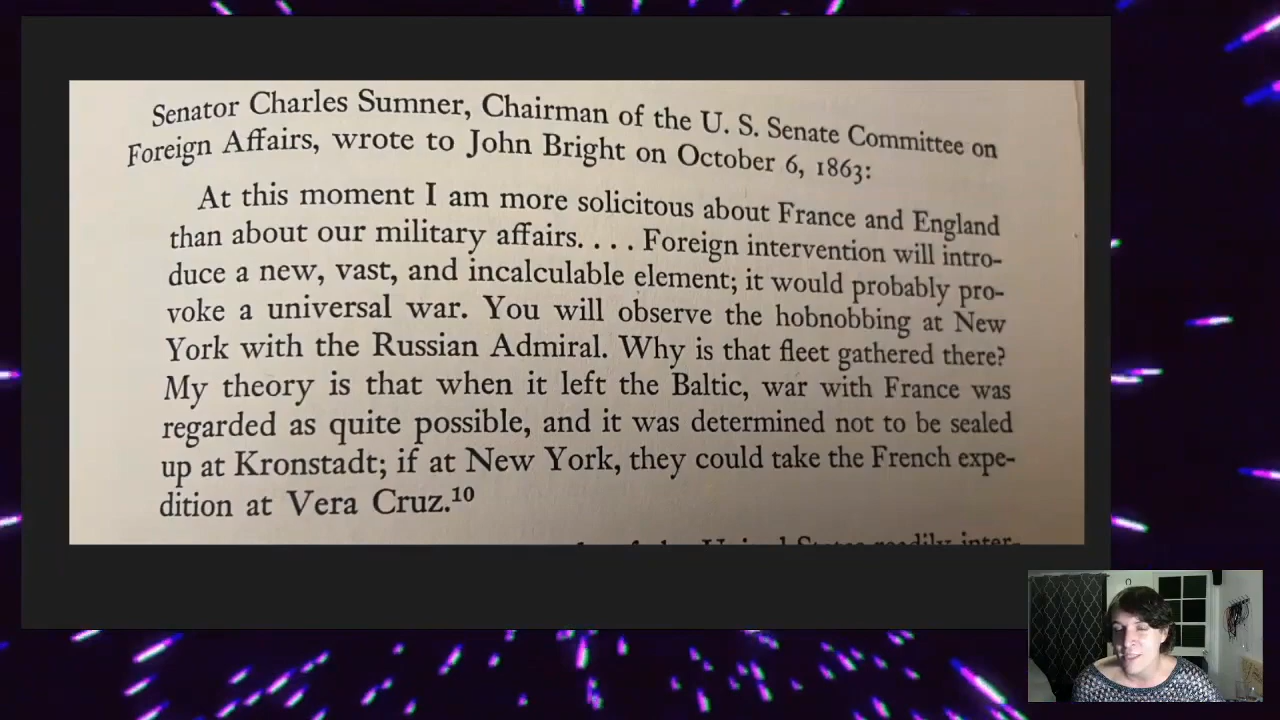 Senator Charles Sumner, Chairman of the U. S. Senate Committee on
Foreign Affairs, wrote to John Bright on October 6, 1863:
At this moment I am more solicitous about France and England
than about our military affairs. . . . Foreign intervention will intro-
duce a new, vast, and incalculable element; it would probably pro-
voke a universal war. You will observe the hobnobbing at New
York with the Russian Admiral. Why is that fleet gathered there?
My theory is that when it left the Baltic, war with France was
regarded as quite possible, and it was determined not to be sealed
up at Kronstadt; if at New York, they could take the French expe-
dition at Vera Cruz.10
United States readily inter-